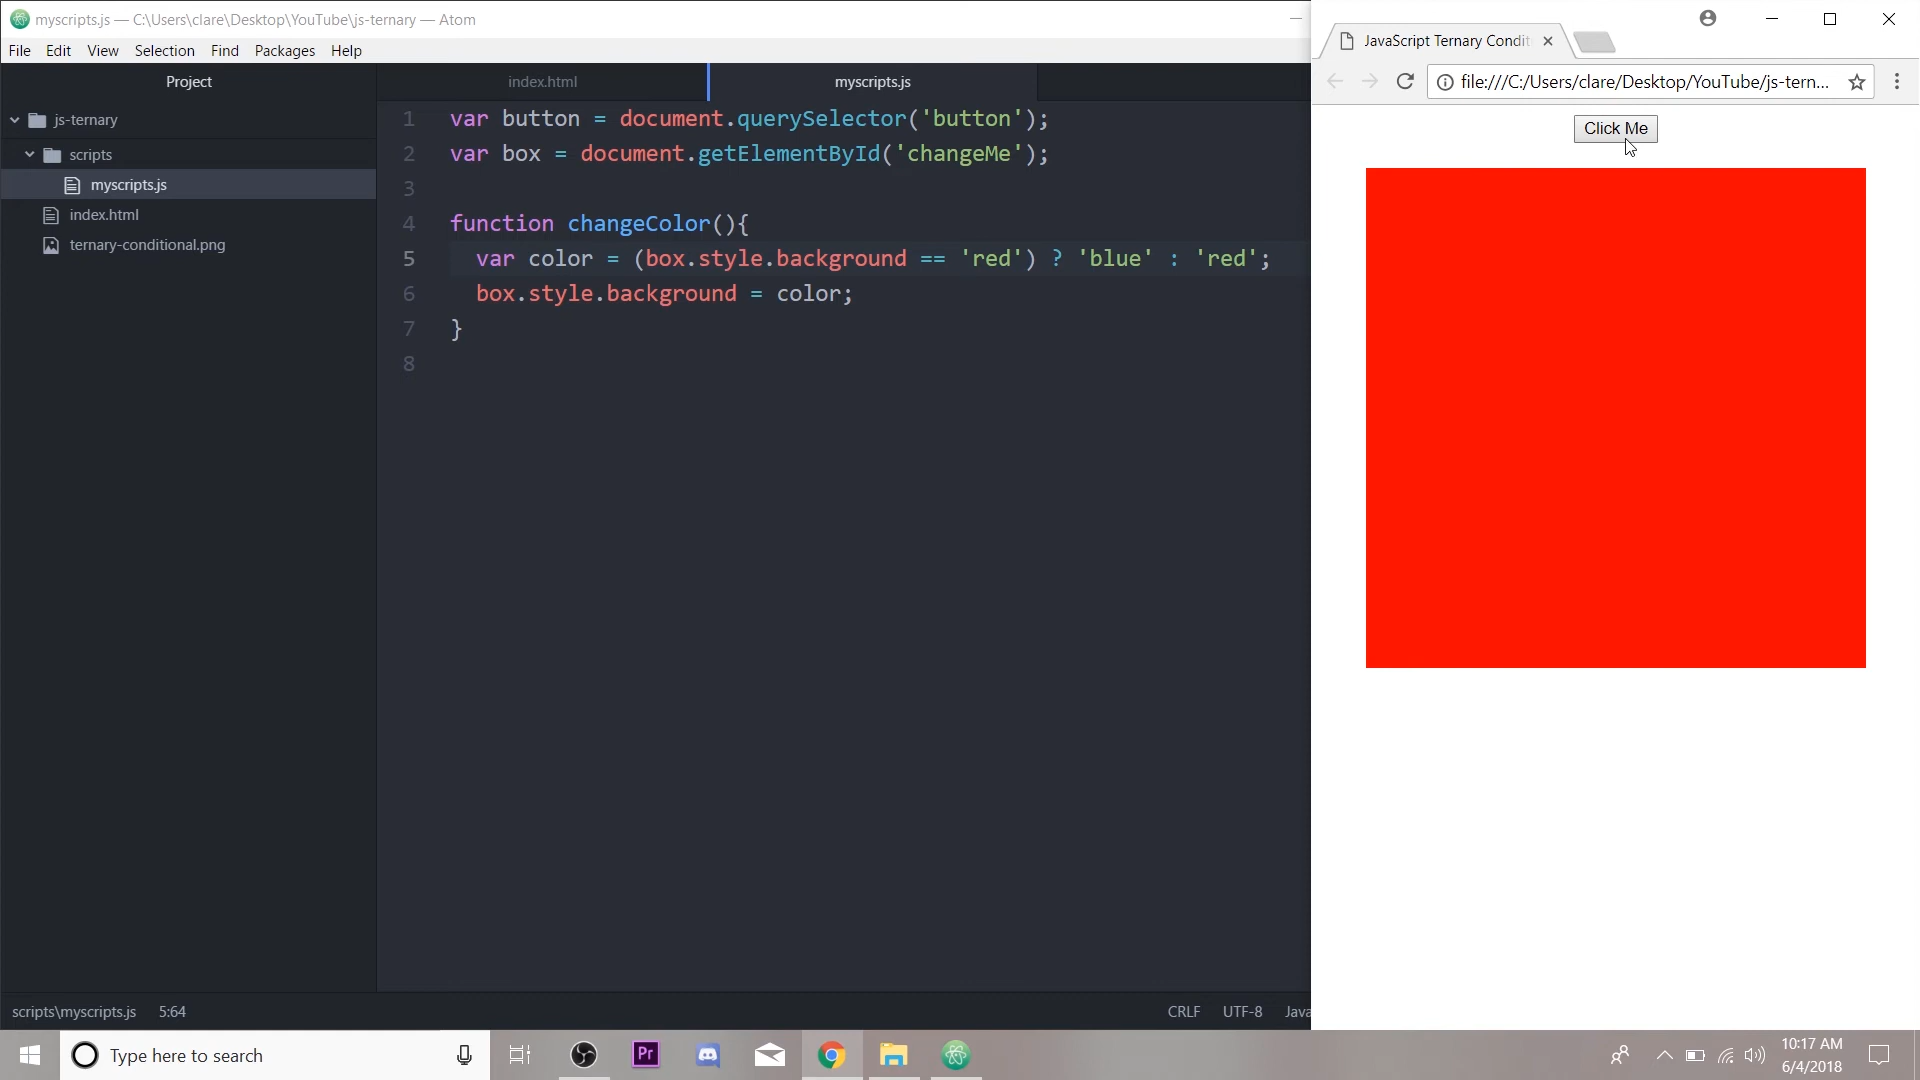 myscripts.js — C:\Users\clare\Desktop\YouTube\js-ternary — Atom
File Edit View Selection Find Packages Help
Project
js-ternary
scripts
myscripts.js
index.html
ternary-conditional.png
index.html myscripts.js
1 var button = document.querySelector('button');
2 var box = document.getElementById('changeMe');
3
4 function changeColor(){
5 var color = (box.style.background == 'red') ? 'blue' : 'red';
6 box.style.background = color;
7 }
8
scripts\myscripts.js 5:64 CRLF UTF-8 Java
JavaScript Ternary Condit
file:///C:/Users/clare/Desktop/YouTube/js-tern...
Click Me
Type here to search
Pr
10:17 AM
6/4/2018